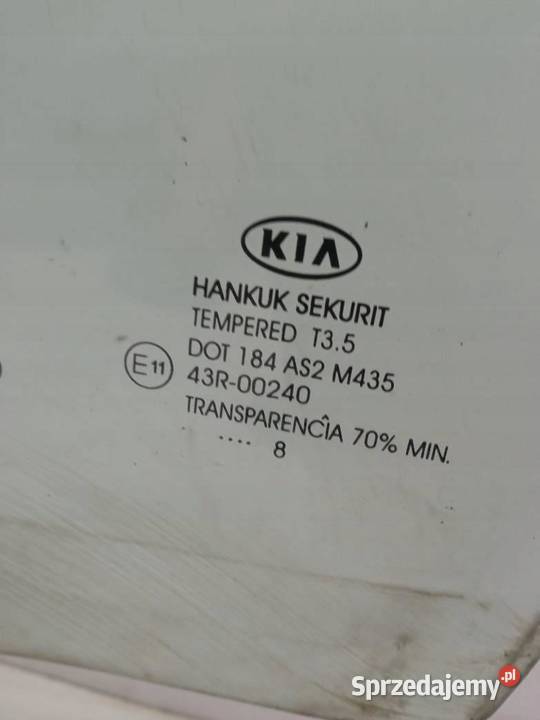 KIA
HANKUK SEKURIT
TEMPERED T3.5
DOT 184 AS2 M435
E11 43R-00240
TRANSPARENCÎA 70% MIN.
.... 8
Sprzedajemy.pl